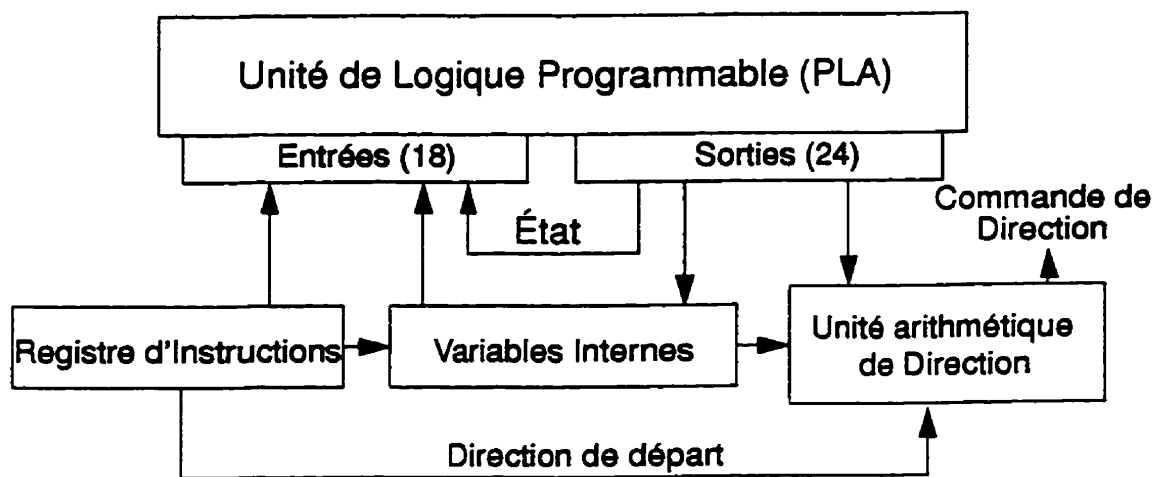 Unité de Logique Programmable (PLA)
Entrées (18)
Sorties (24)
État
Commande de
Direction
Registre d'Instructions
Variables Internes
Unité arithmétique
de Direction
Direction de départ